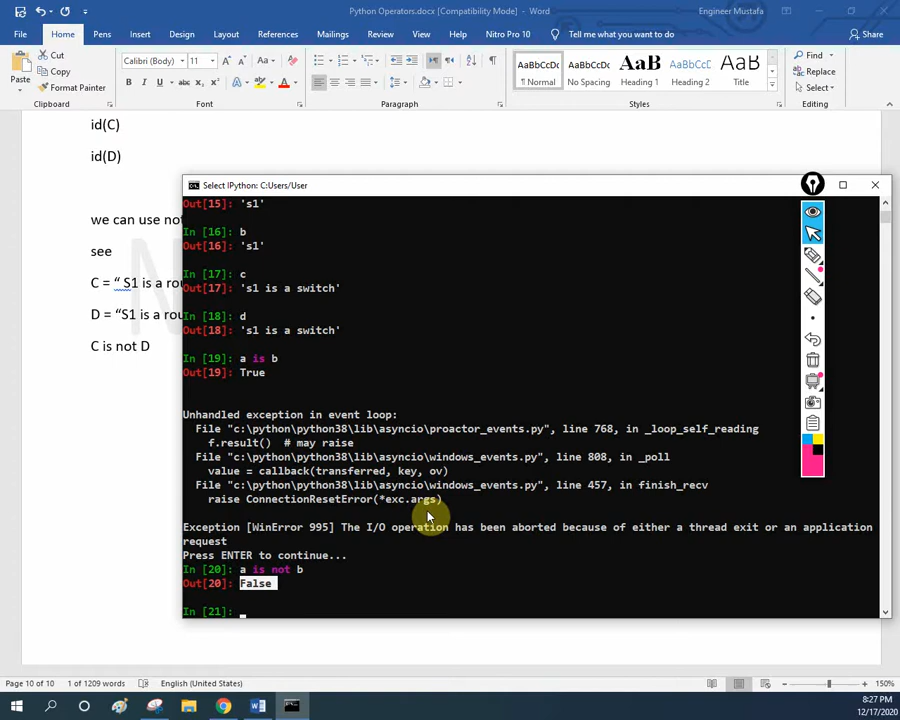 Python Operators.docx [Compatibility Mode] - Word
Engineer Mustafa
File Home Pens Insert Design Layout References Mailings Review View Help Nitro Pro 10 Tell me what you want to do Share
Paste
Cut
Copy
Format Painter
Clipboard
Calibri (Body) 11
Font
Paragraph
AaBbCcDc AaBbCcDc AaBbC AaBbCcC AaBb
¶ Normal No Spacing Heading 1 Heading 2 Title
Styles
Find
Replace
Select
Editing
id(C)
id(D)
we can use not
see
C = “ S1 is a rou
D = “S1 is a rou
C is not D
Select IPython: C:Users/User
Out[15]: 's1'
In [16]: b
Out[16]: 's1'
In [17]: c
Out[17]: 's1 is a switch'
In [18]: d
Out[18]: 's1 is a switch'
In [19]: a is b
Out[19]: True
Unhandled exception in event loop:
File "c:\python\python38\lib\asyncio\proactor_events.py", line 768, in _loop_self_reading
f.result()  # may raise
File "c:\python\python38\lib\asyncio\windows_events.py", line 808, in _poll
value = callback(transferred, key, ov)
File "c:\python\python38\lib\asyncio\windows_events.py", line 457, in finish_recv
raise ConnectionResetError(*exc.args)
Exception [WinError 995] The I/O operation has been aborted because of either a thread exit or an application
request
Press ENTER to continue...
In [20]: a is not b
Out[20]: False
In [21]:
Page 10 of 10 1 of 1209 words English (United States) 150%
8:27 PM
12/17/2020